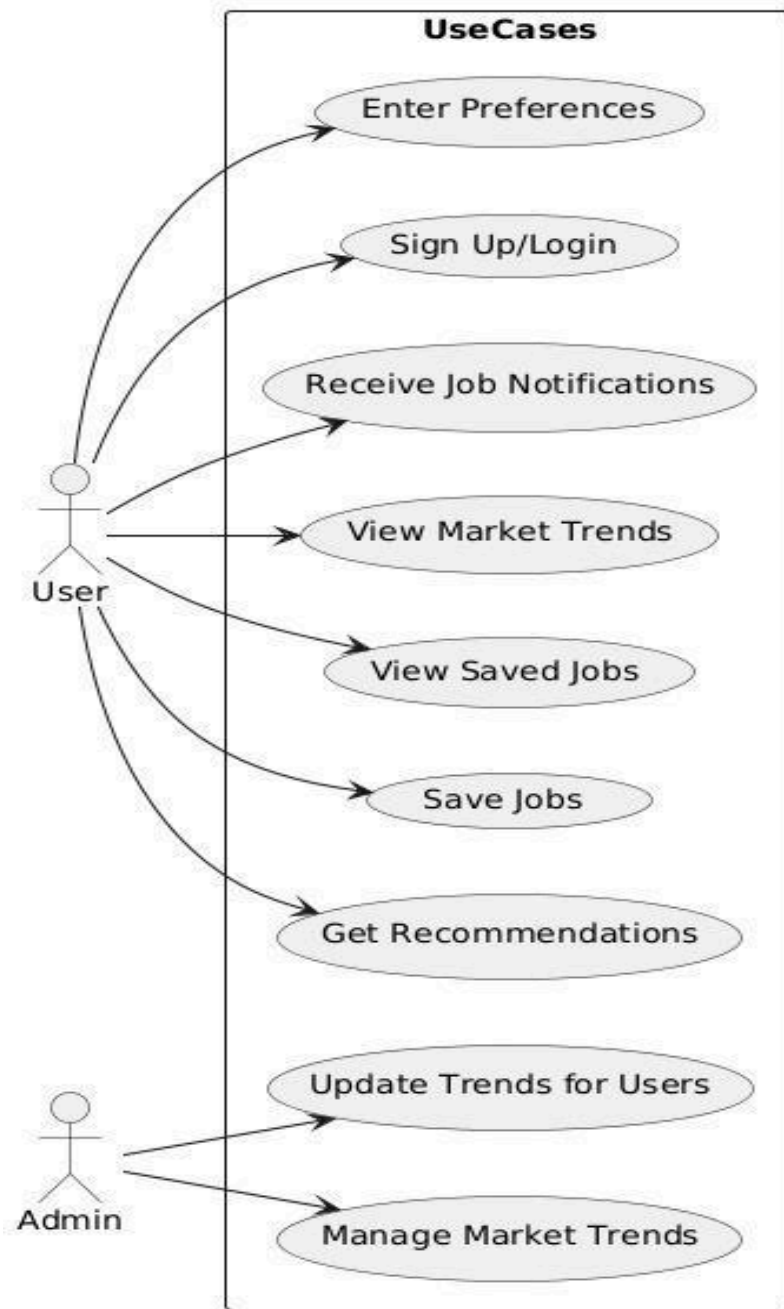 UseCases
Enter Preferences
Sign Up/Login
Receive Job Notifications
View Market Trends
User
View Saved Jobs
Save Jobs
Get Recommendations
Update Trends for Users
Admin
Manage Market Trends